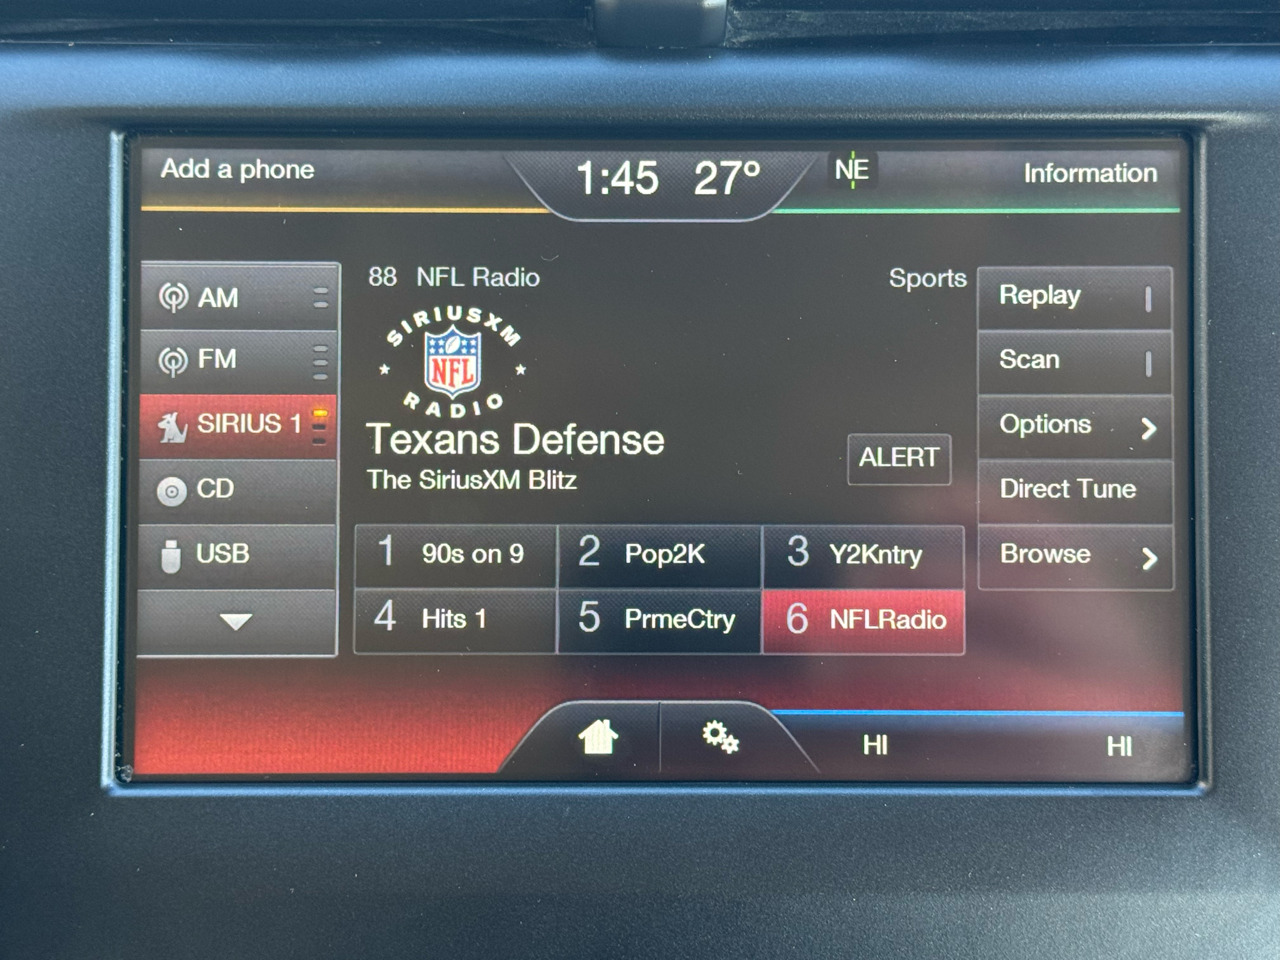 Add a phone
1:45 27°
NE
Information
AM
FM
SIRIUS 1
CD
USB
88 NFL Radio
Sports
SIRIUSXM
NFL
RADIO
Texans Defense
The SiriusXM Blitz
ALERT
1 90s on 9
2 Pop2K
3 Y2Kntry
4 Hits 1
5 PrmeCtry
6 NFLRadio
Replay
Scan
Options
Direct Tune
Browse
HI
HI